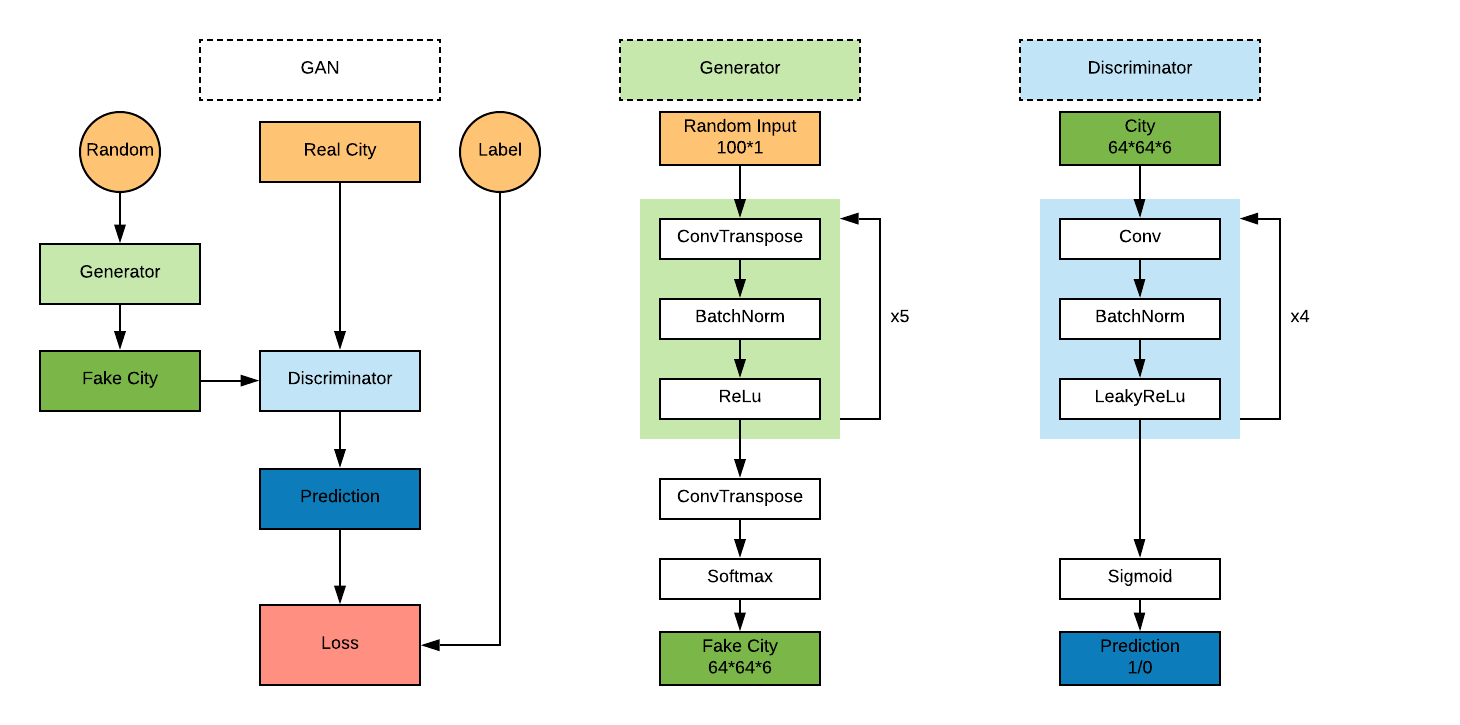 GAN
Random
Real City
Label
Generator
Fake City
Discriminator
Prediction
Loss
Generator
Random Input
100*1
ConvTranspose
BatchNorm
ReLu
x5
ConvTranspose
Softmax
Fake City
64*64*6
Discriminator
City
64*64*6
Conv
BatchNorm
LeakyReLu
x4
Sigmoid
Prediction
1/0